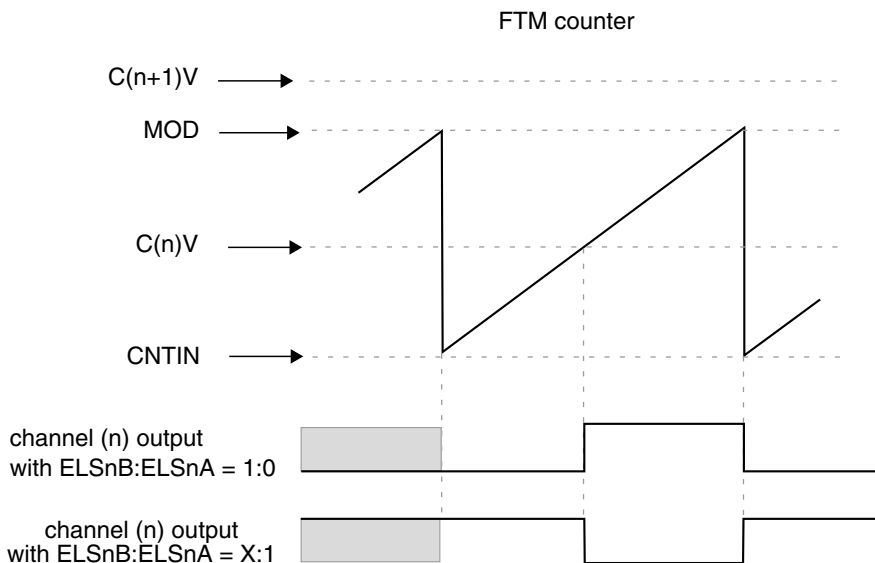 FTM counter
C(n+1)V
MOD
C(n)V
CNTIN
channel (n) output
with ELSnB:ELSnA = 1:0
channel (n) output
with ELSnB:ELSnA = X:1